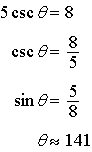 5 csc θ = 8
csc θ = 8/5
sin θ = 5/8
θ ≈ 141